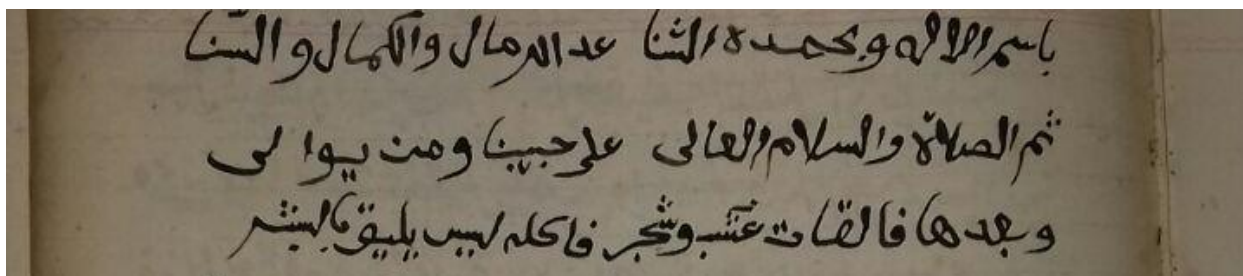 باسم الاله وبحمده الثنا عد الرمال والكمال والسنا
ثم الصلاة والسلام العالى على حبيبنا ومن يوالى
وبعدها فالقات عشب وشجر فاكله ليس يليق بالبشر